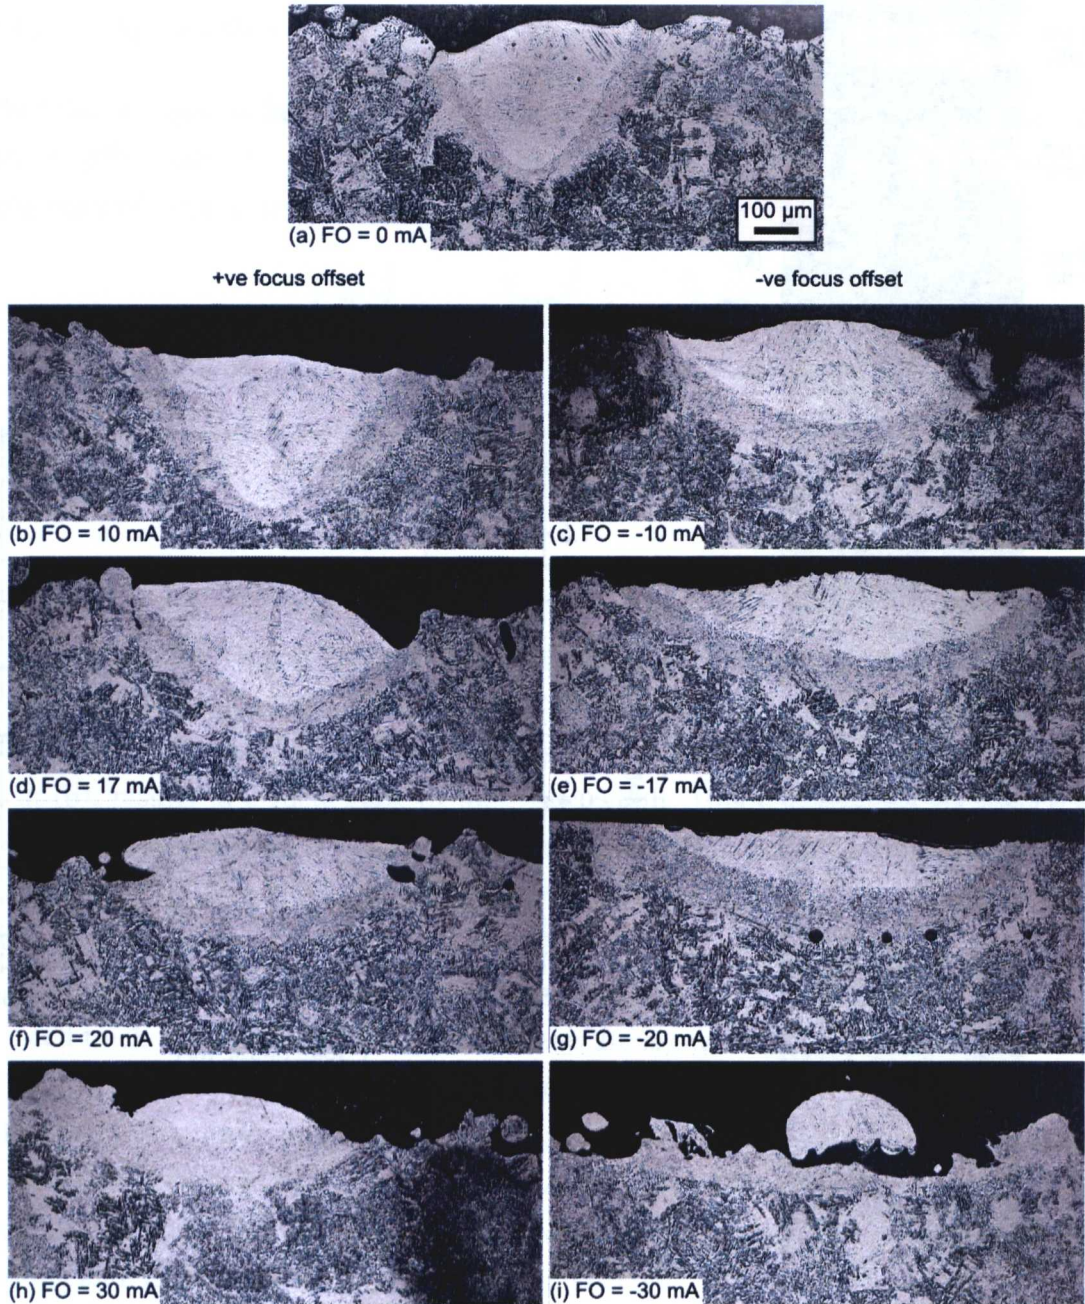 100 µm
(a) FO = 0 mA
+ve focus offset
-ve focus offset
(b) FO = 10 mA
(c) FO = -10 mA
(d) FO = 17 mA
(e) FO = -17 mA
(f) FO = 20 mA
(g) FO = -20 mA
(h) FO = 30 mA
(i) FO = -30 mA